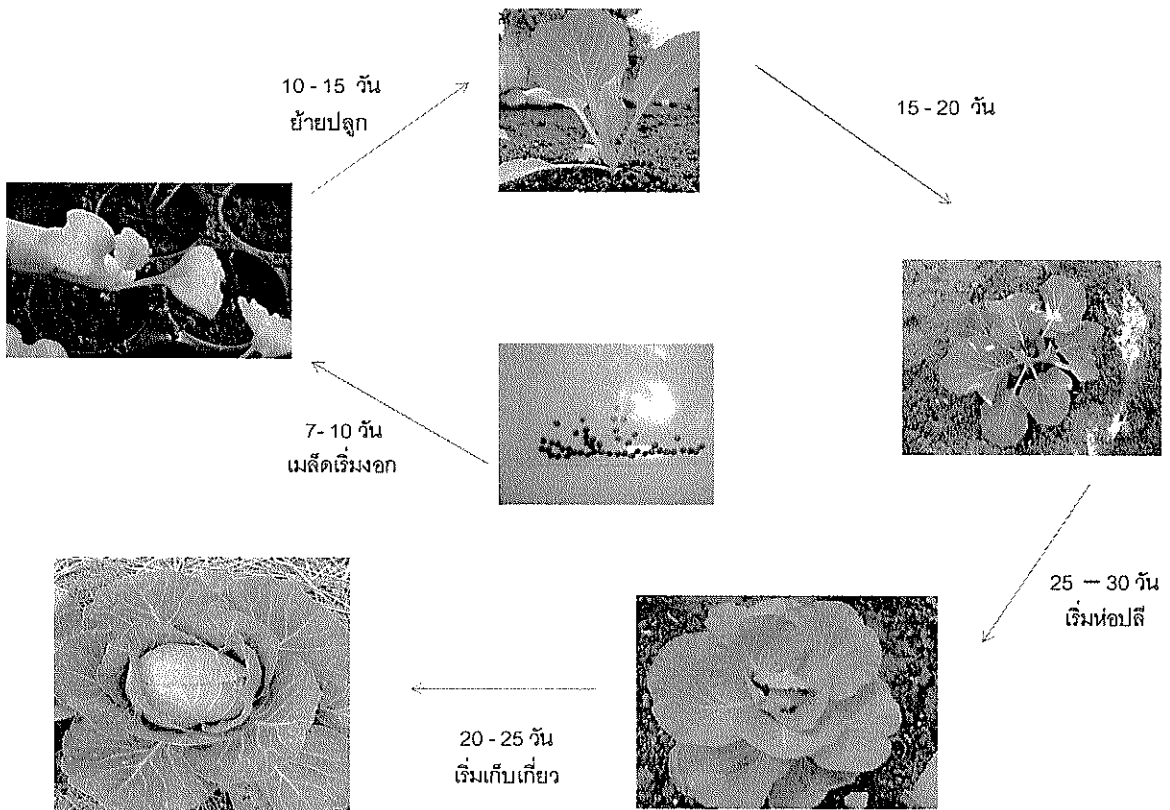 10 - 15 วัน
ย้ายปลูก
15 - 20 วัน
7 - 10 วัน
เมล็ดเริ่มงอก
25 – 30 วัน
เริ่มห่อปลี
20 - 25 วัน
เริ่มเก็บเกี่ยว